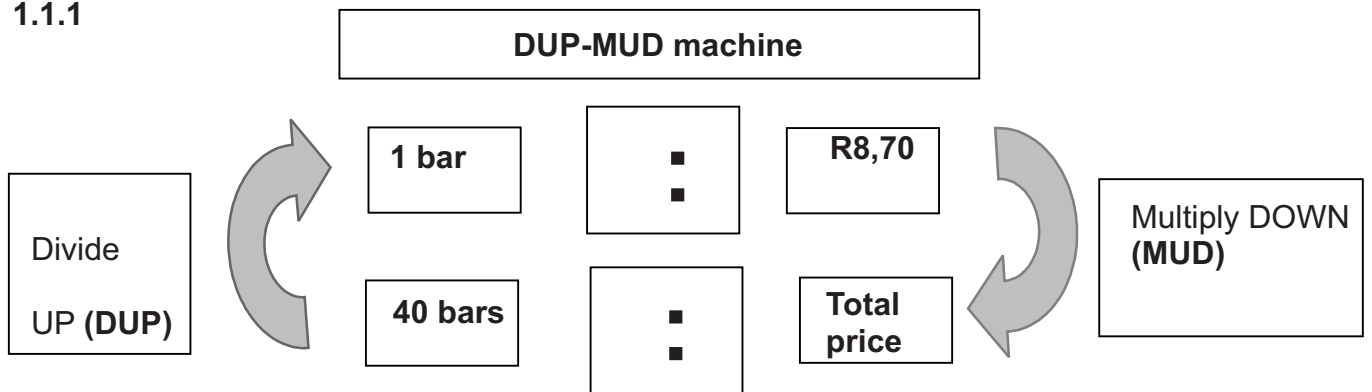 1.1.1
DUP-MUD machine
1 bar
:
R8,70
Divide
UP (DUP)
Multiply DOWN
(MUD)
40 bars
:
Total
price